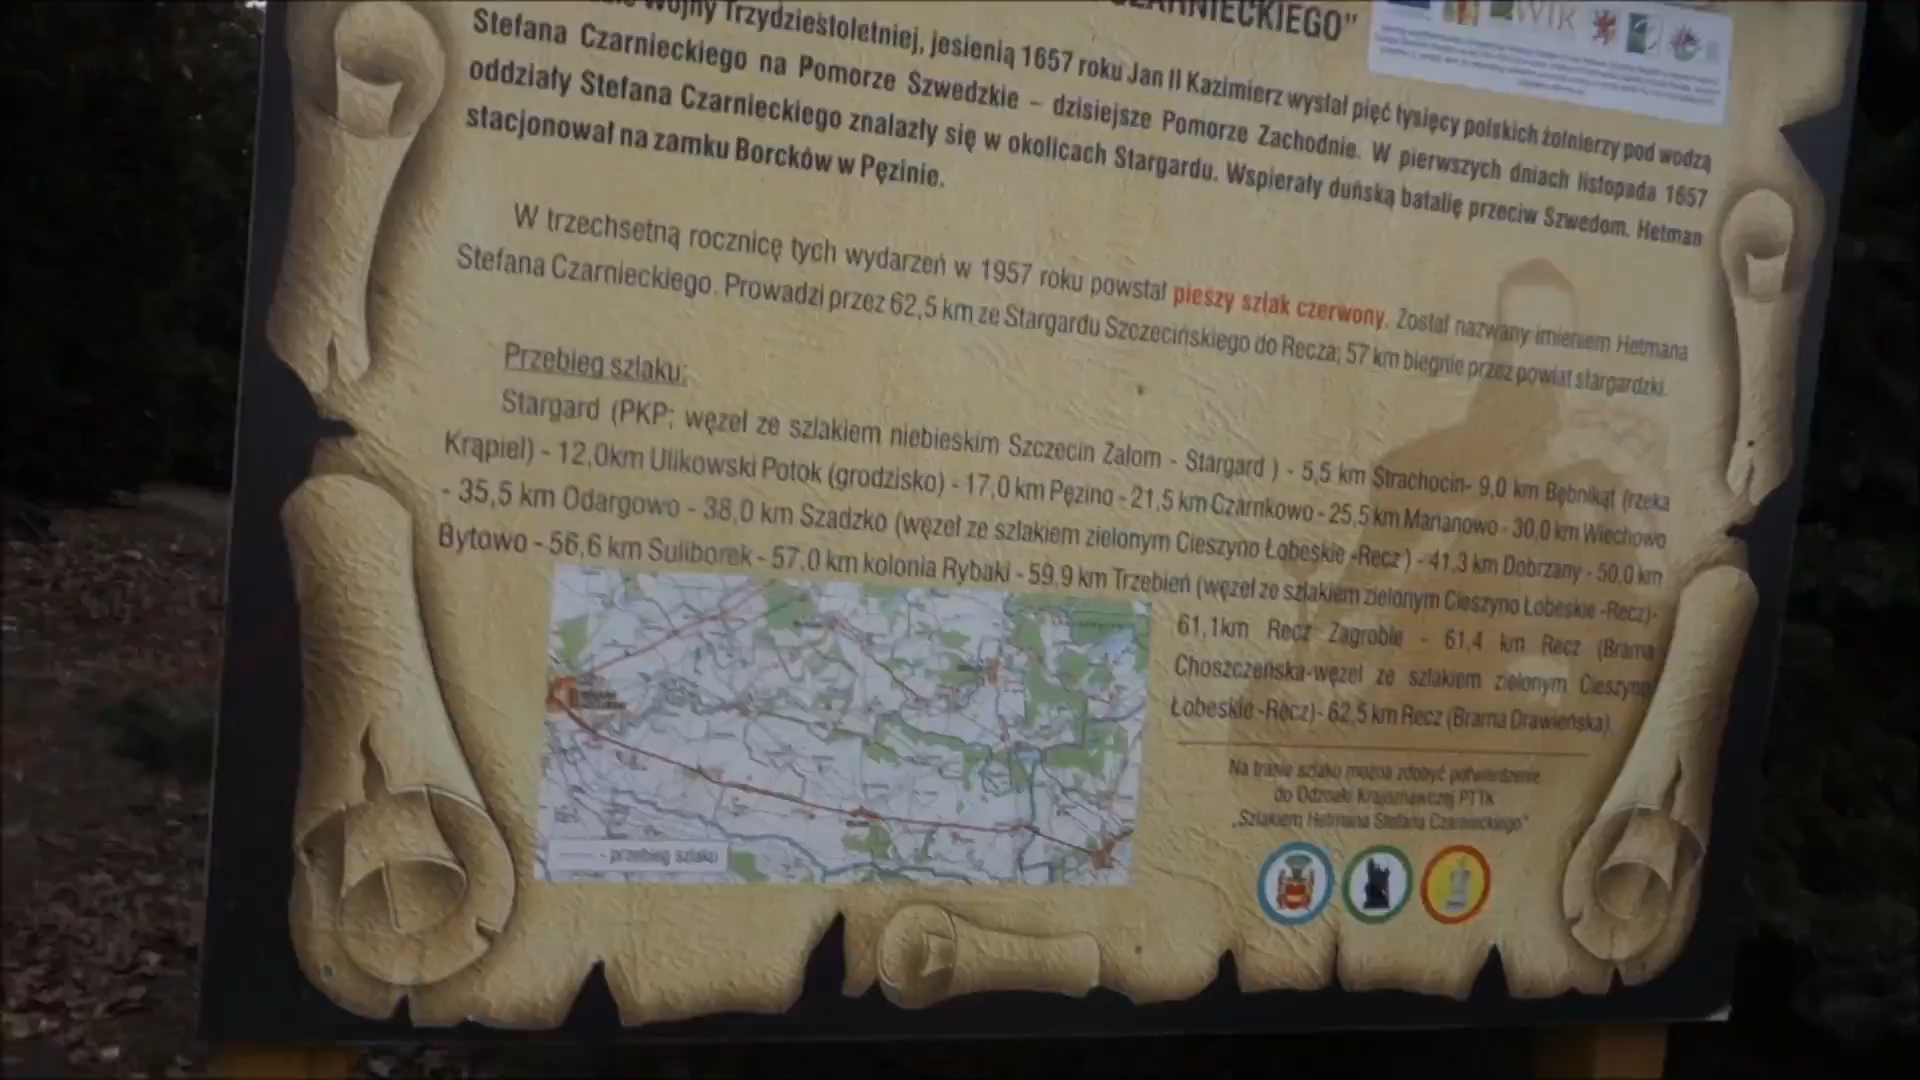 CZARNIECKIEGO"
Wojny Trzydziestoletniej, jesienią 1657 roku Jan II Kazimierz wysłał pięć tysięcy polskich żołnierzy pod wodzą
Stefana Czarnieckiego na Pomorze Szwedzkie – dzisiejsze Pomorze Zachodnie. W pierwszych dniach listopada 1657
oddziały Stefana Czarnieckiego znalazły się w okolicach Stargardu. Wspierały duńską batalię przeciw Szwedom. Hetman
stacjonował na zamku Borcków w Pęzinie.
W trzechsetną rocznicę tych wydarzeń w 1957 roku powstał pieszy szlak czerwony. Został nazwany imieniem Hetmana
Stefana Czarnieckiego. Prowadzi przez 62,5 km ze Stargardu Szczecińskiego do Recza; 57 km biegnie przez powiat stargardzki.
Przebieg szlaku:
Stargard (PKP; węzeł ze szlakiem niebieskim Szczecin Załom - Stargard ) - 5,5 km Strachocin- 9,0 km Bębnikąt (rzeka
Krąpiel) - 12,0km Ulikowski Potok (grodzisko) - 17,0 km Pęzino - 21,5 km Czarnkowo - 25,5 km Marianowo - 30,0 km Wiechowo
- 35,5 km Odargowo - 38,0 km Szadzko (węzeł ze szlakiem zielonym Cieszyno Łobeskie -Recz ) - 41,3 km Dobrzany - 50,0 km
Bytowo - 56,6 km Suliborek - 57,0 km kolonia Rybaki - 59,9 km Trzebień (węzeł ze szlakiem zielonym Cieszyno Łobeskie -Recz)-
61,1km Recz Zagroble - 61,4 km Recz (Brama
Choszczeńska-węzeł ze szlakiem zielonym Cieszyno
Łobeskie -Recz)- 62,5 km Recz (Brama Drawieńska).
Na trasie szlaku można zdobyć potwierdzenie
do Odznaki Krajoznawczej PTTK
„Szlakiem Hetmana Stefana Czarnieckiego"
- przebieg szlaku